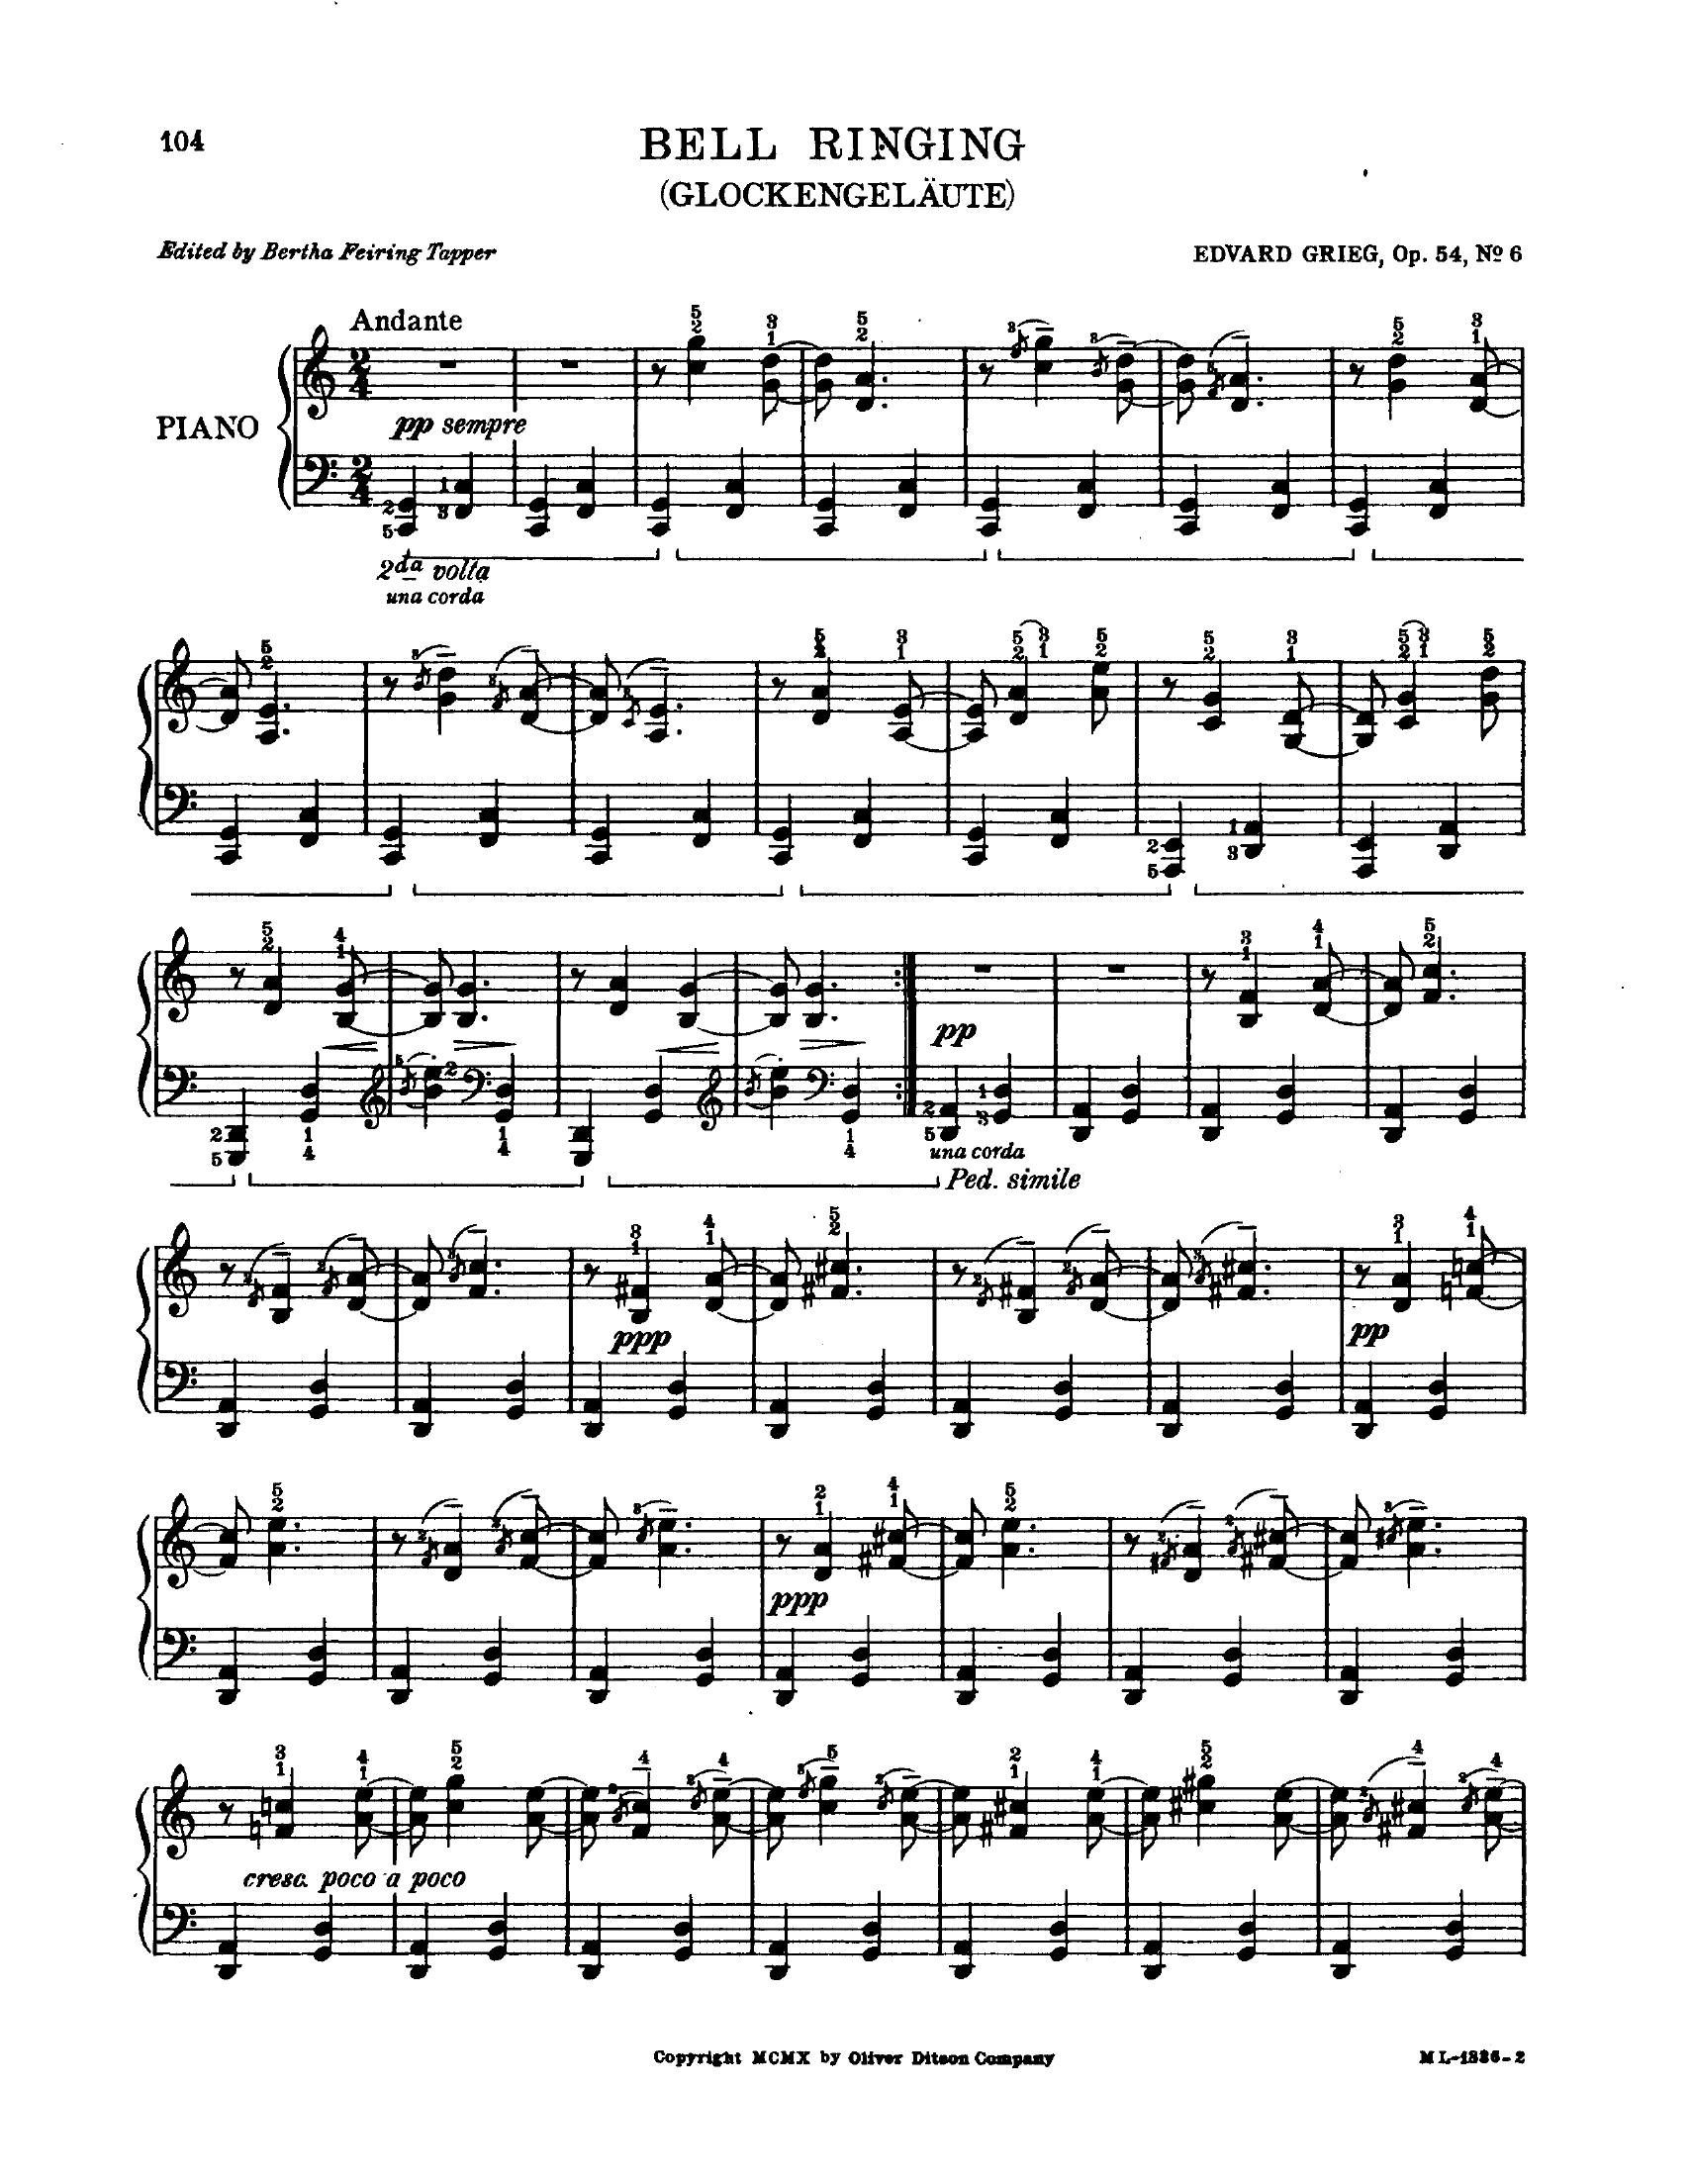 104
BELL RINGING
(GLOCKENGELÄUTE)
Edited by Bertha Feiring Tapper
EDVARD GRIEG, Op. 54, Nº 6
Andante
PIANO
pp sempre
2da volta
una corda
pp
una corda
Ped. simile
ppp
pp
ppp
cresc. poco a poco
Copyright MCMX by Oliver Ditson Company